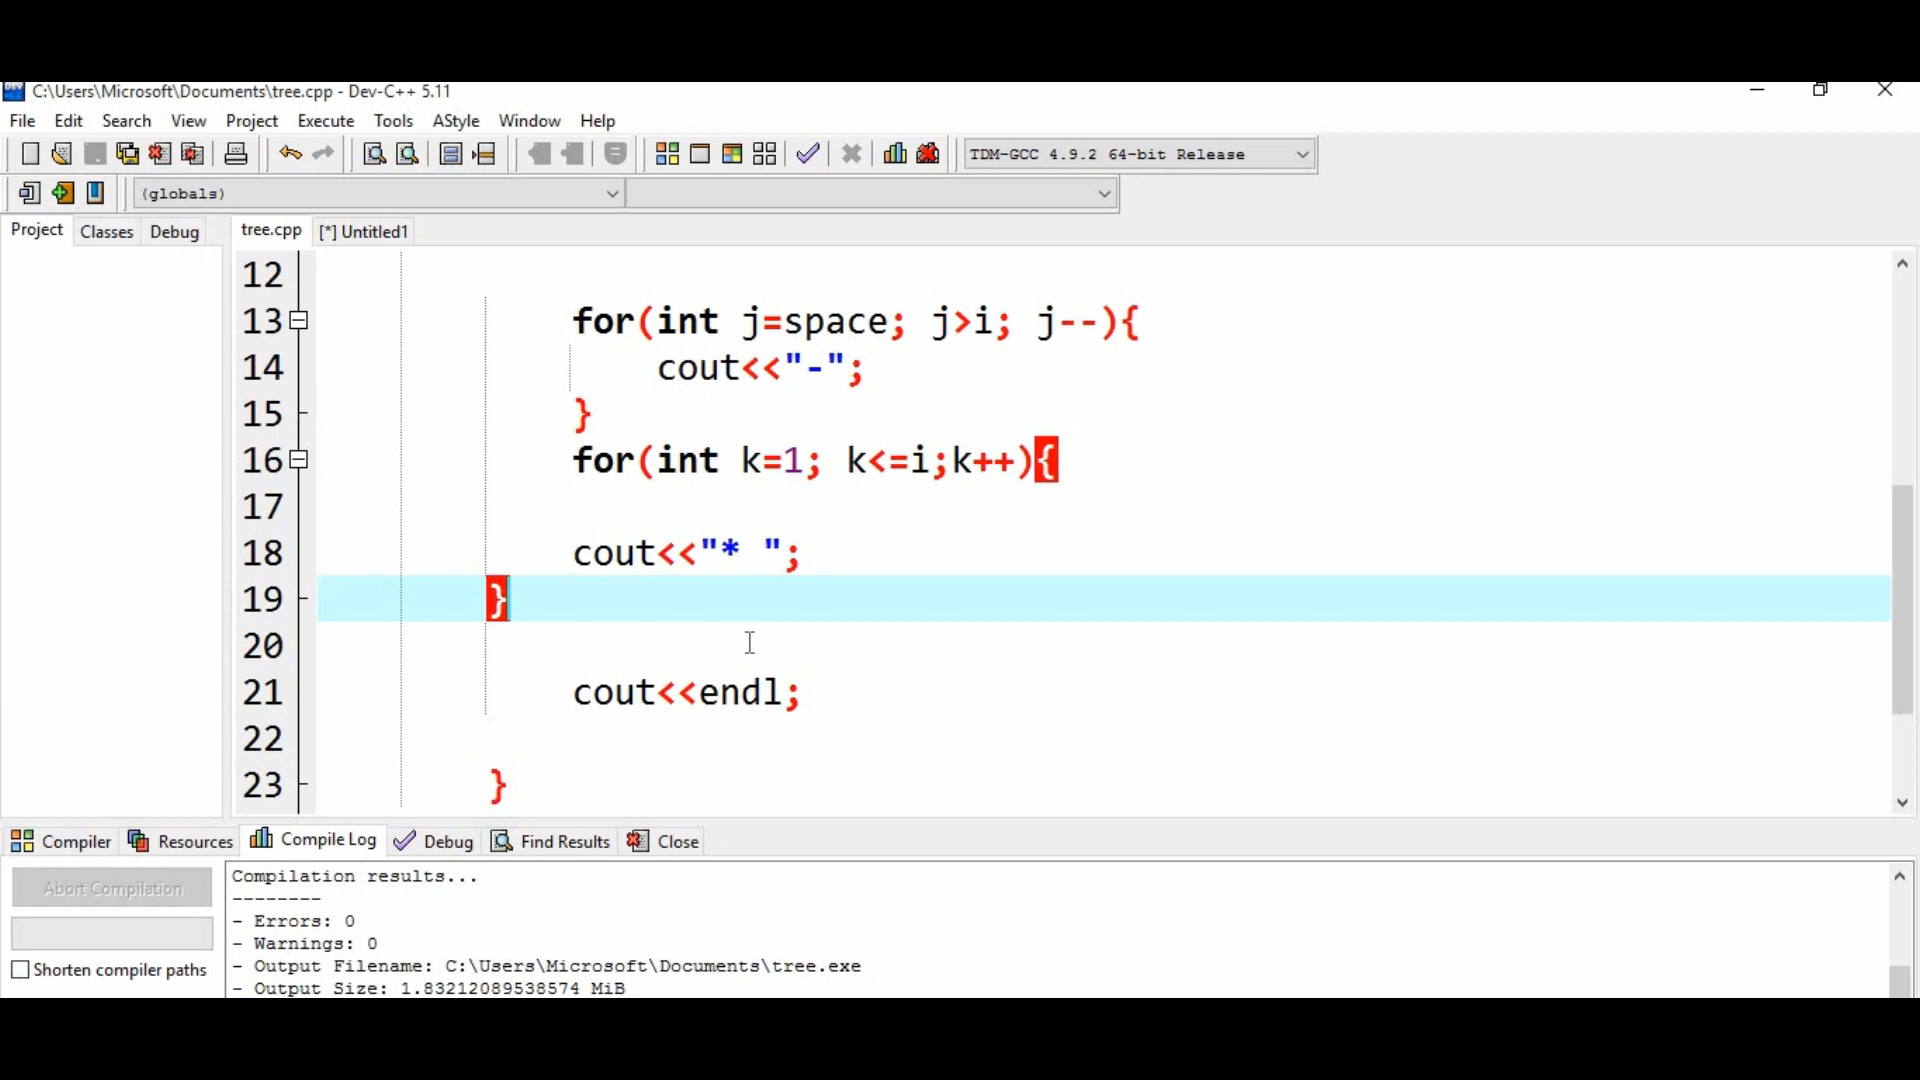 C:\Users\Microsoft\Documents\tree.cpp - Dev-C++ 5.11
File Edit Search View Project Execute Tools AStyle Window Help
TDM-GCC 4.9.2 64-bit Release
(globals)
Project Classes Debug tree.cpp [*] Untitled1
12
13 for(int j=space; j>i; j--){
14 cout<<"-";
15 }
16 for(int k=1; k<=i;k++){
17
18 cout<<"* ";
19 }
20
21 cout<<endl;
22
23 }
Compiler Resources Compile Log Debug Find Results Close
Abort Compilation
Shorten compiler paths
Compilation results...
--------
- Errors: 0
- Warnings: 0
- Output Filename: C:\Users\Microsoft\Documents\tree.exe
- Output Size: 1.83212089538574 MiB